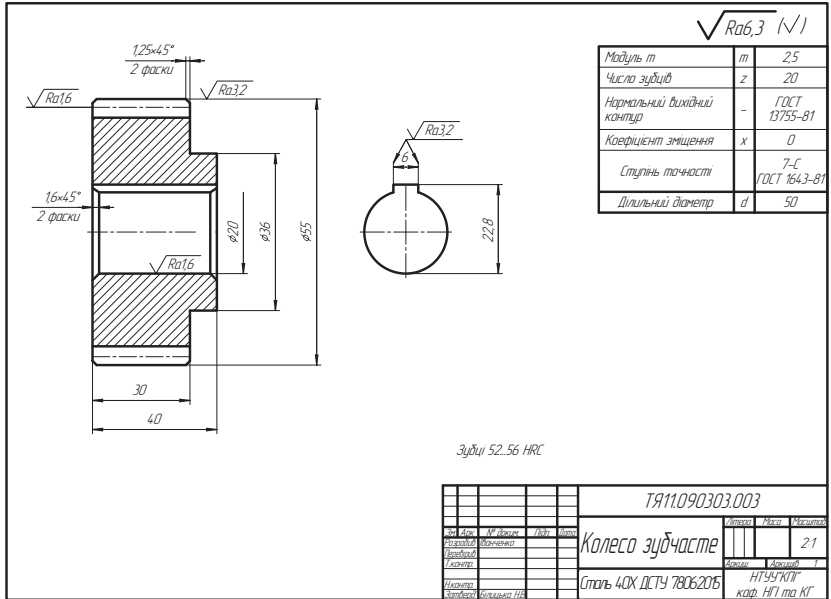 Ra6,3 (√)
1,25×45°
2 фаски
Ra1,6
Ra3,2
1,6×45°
2 фаски
Ra1,6
ø20
ø36
ø55
30
40
Ra3,2
6
22,8
Модуль m m 2,5
Число зубців z 20
Нормальний вихідний контур – ГОСТ 13755-81
Коефіцієнт зміщення x 0
Ступінь точності 7-С ГОСТ 1643-81
Ділильний діаметр d 50
Зубці 52...56 HRC
ТЯ11.090303.003
Зм. Арк № докум. Підп. Дата
Розробив Іванченко
Перевірив
Т.контр.
Н.контр.
Затверд. Білицька Н.В.
Колесо зубчасте
Сталь 40Х ДСТУ 7806:2015
Літера Маса Масштаб
2:1
Аркуш Аркушів 1
НТУУ"КПІ"
каф. НГІ та КГ